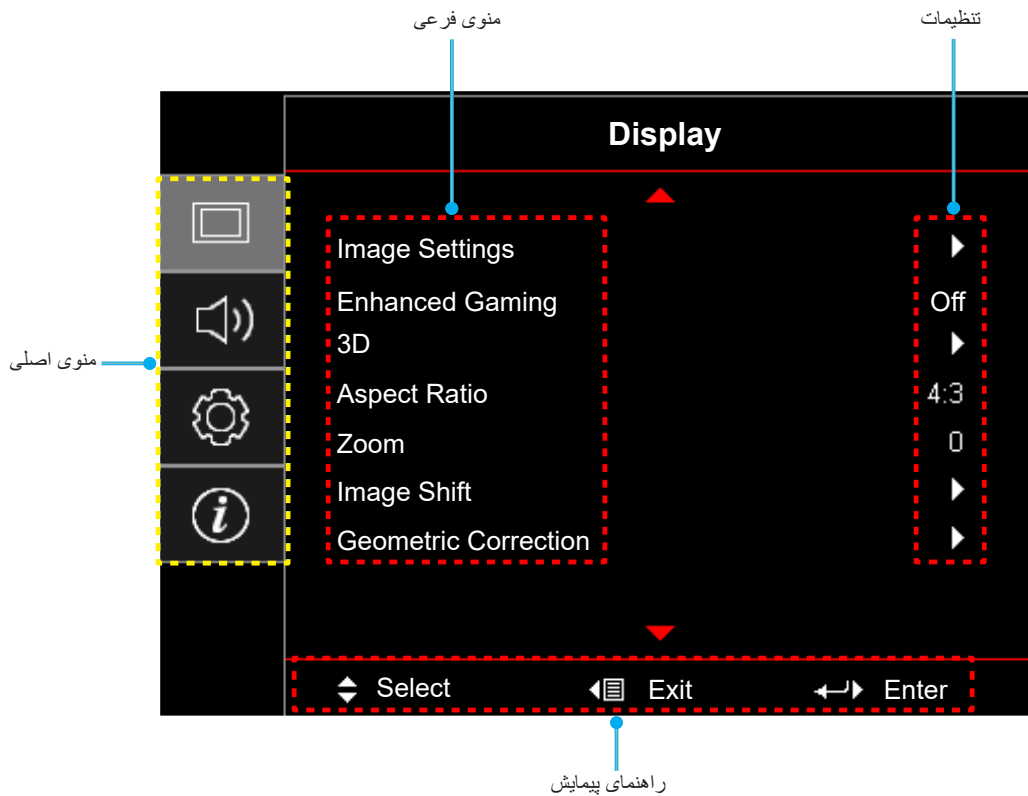 منوی فرعی
تنظیمات
Display
Image Settings
Enhanced Gaming Off
3D
Aspect Ratio 4:3
Zoom 0
Image Shift
Geometric Correction
منوی اصلی
Select Exit Enter
راهنمای پیمایش